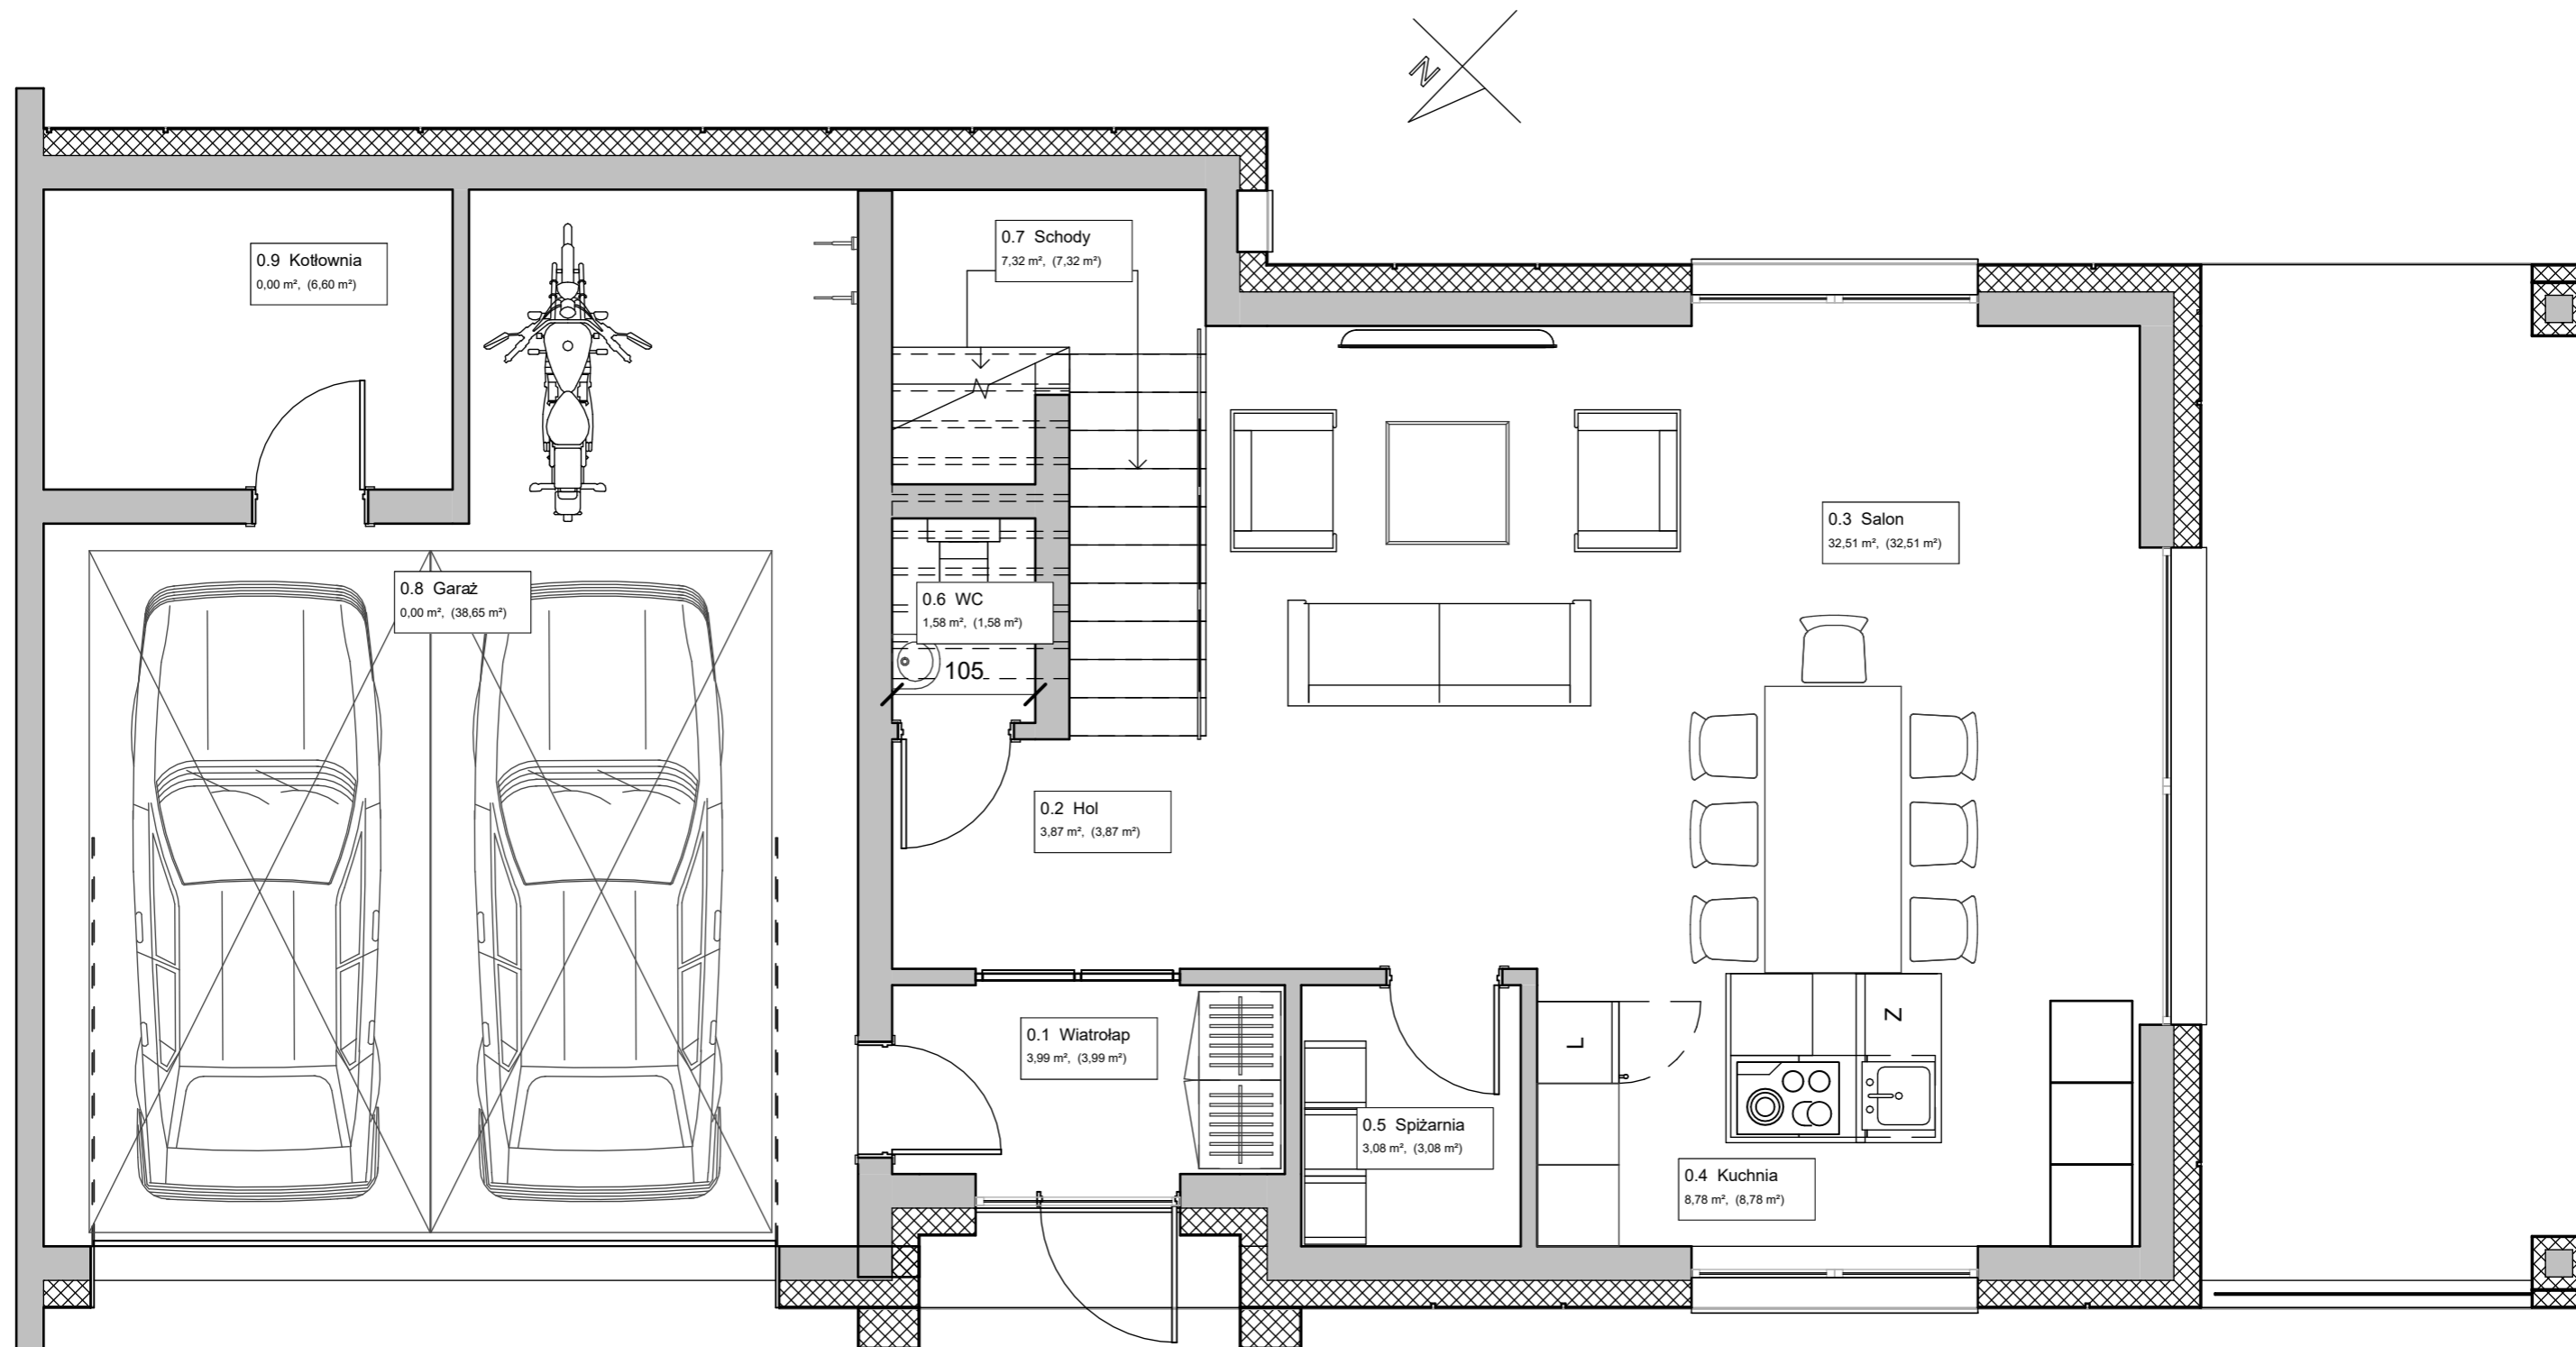 N
0.7 Schody
7,32 m², (7,32 m²)
0.9 Kotłownia
0,00 m², (6,60 m²)
N
0.3 Salon
32,51 m², (32,51 m²)
0.8 Garaż
0,00 m², (38,65 m²)
0.6 WC
1,58 m², (1,58 m²)
105
0.2 Hol
3,87 m², (3,87 m²)
0.1 Wiatrołap
3,99 m², (3,99 m²)
L
Z
0.5 Spiżarnia
3,08 m², (3,08 m²)
0.4 Kuchnia
8,78 m², (8,78 m²)